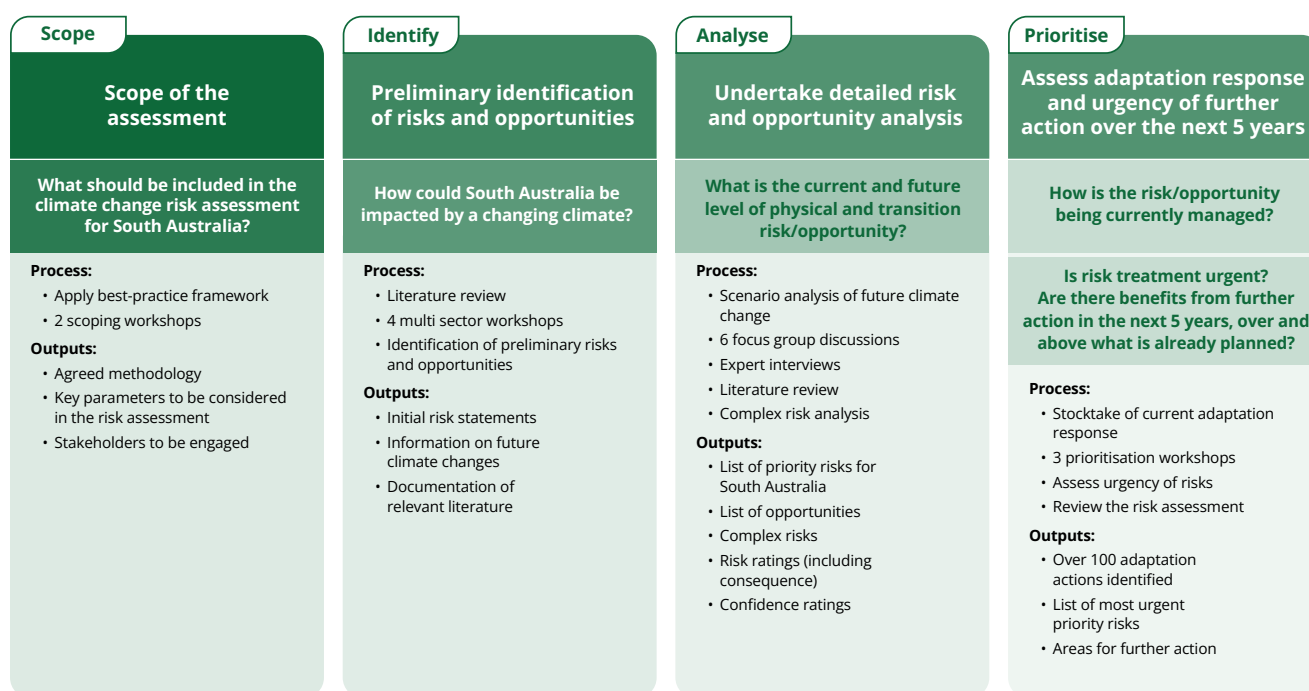 Scope
Scope of the
assessment
What should be included in the
climate change risk assessment
for South Australia?
Process:
• Apply best-practice framework
• 2 scoping workshops
Outputs:
• Agreed methodology
• Key parameters to be considered
in the risk assessment
• Stakeholders to be engaged
Identify
Preliminary identification
of risks and opportunities
How could South Australia be
impacted by a changing climate?
Process:
• Literature review
• 4 multi sector workshops
• Identification of preliminary risks
and opportunities
Outputs:
• Initial risk statements
• Information on future
climate changes
• Documentation of
relevant literature
Analyse
Undertake detailed risk
and opportunity analysis
What is the current and future
level of physical and transition
risk/opportunity?
Process:
• Scenario analysis of future climate
change
• 6 focus group discussions
• Expert interviews
• Literature review
• Complex risk analysis
Outputs:
• List of priority risks for
South Australia
• List of opportunities
• Complex risks
• Risk ratings (including
consequence)
• Confidence ratings
Prioritise
Assess adaptation response
and urgency of further
action over the next 5 years
How is the risk/opportunity
being currently managed?
Is risk treatment urgent?
Are there benefits from further
action in the next 5 years, over and
above what is already planned?
Process:
• Stocktake of current adaptation
response
• 3 prioritisation workshops
• Assess urgency of risks
• Review the risk assessment
Outputs:
• Over 100 adaptation
actions identified
• List of most urgent
priority risks
• Areas for further action